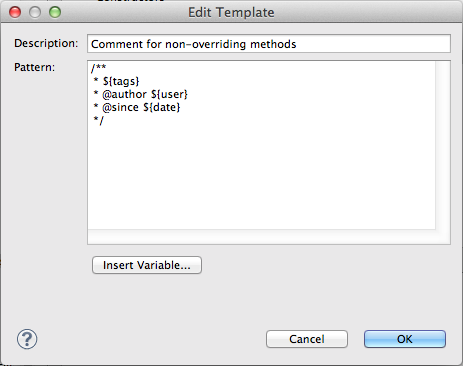 Edit Template
Description: Comment for non-overriding methods
Pattern: /**
* ${tags}
* @author ${user}
* @since ${date}
*/
Insert Variable...
? Cancel OK